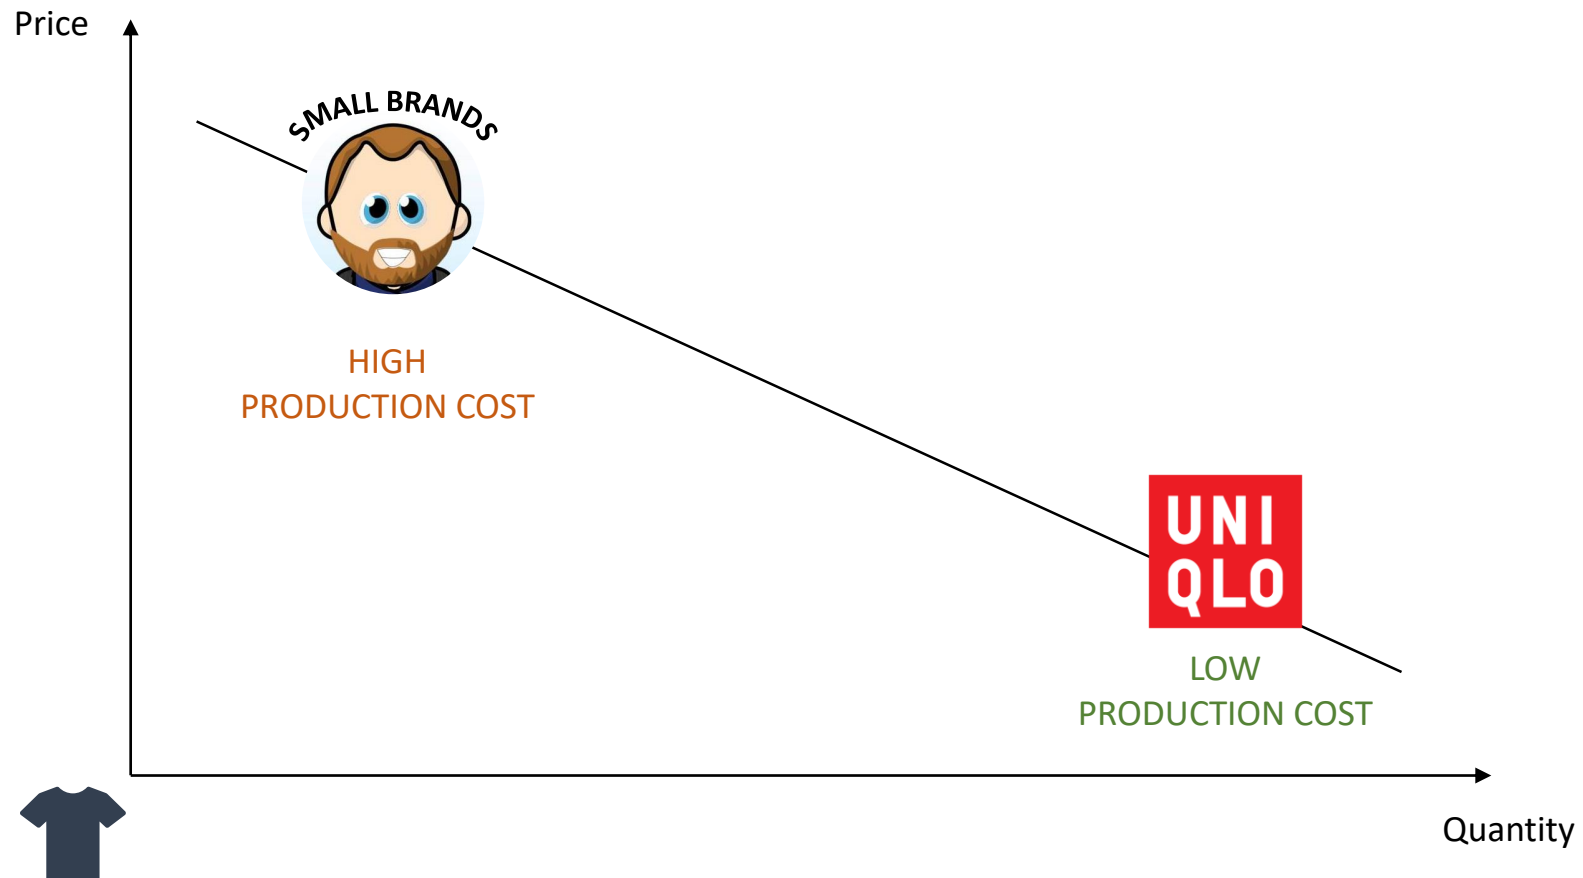 Price
SMALL BRANDS
HIGH
PRODUCTION COST
UNI
QLO
LOW
PRODUCTION COST
Quantity